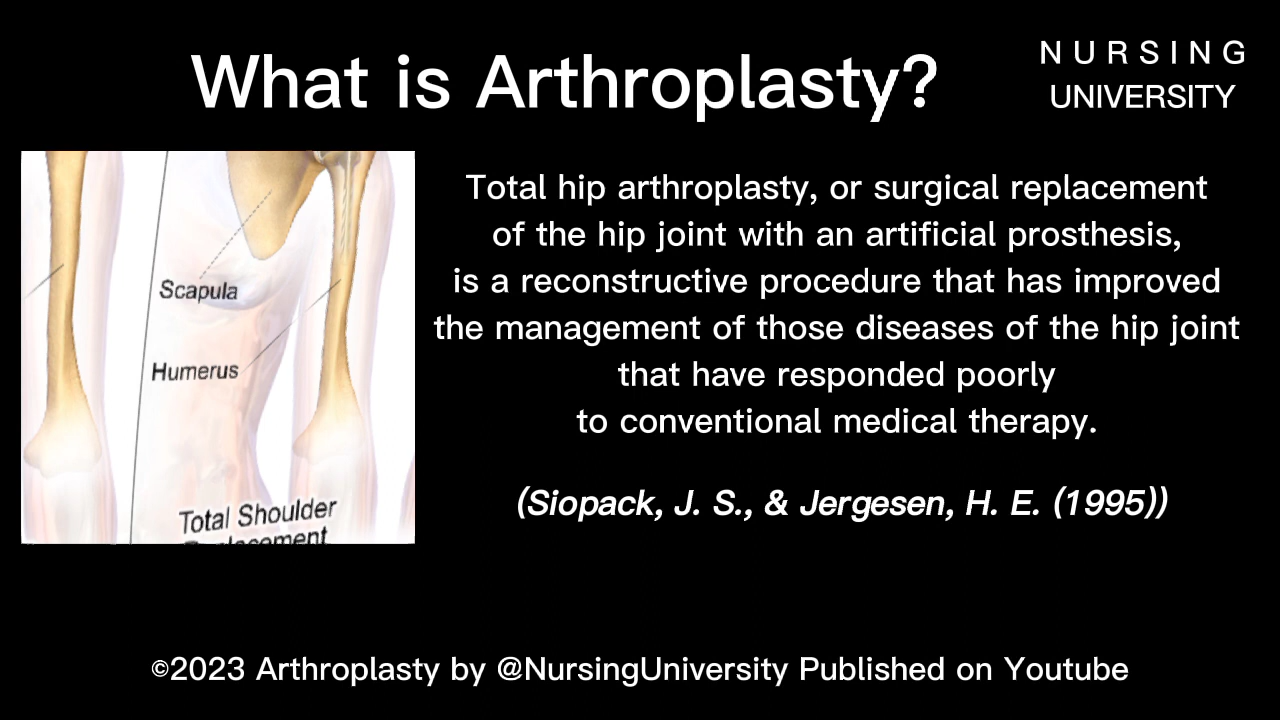 What is Arthroplasty?
N U R S I N G
UNIVERSITY
Total hip arthroplasty, or surgical replacement
of the hip joint with an artificial prosthesis,
is a reconstructive procedure that has improved
the management of those diseases of the hip joint
that have responded poorly
to conventional medical therapy.
(Siopack, J. S., & Jergesen, H. E. (1995))
Scapula
Humerus
Total Shoulder
©2023 Arthroplasty by @NursingUniversity Published on Youtube